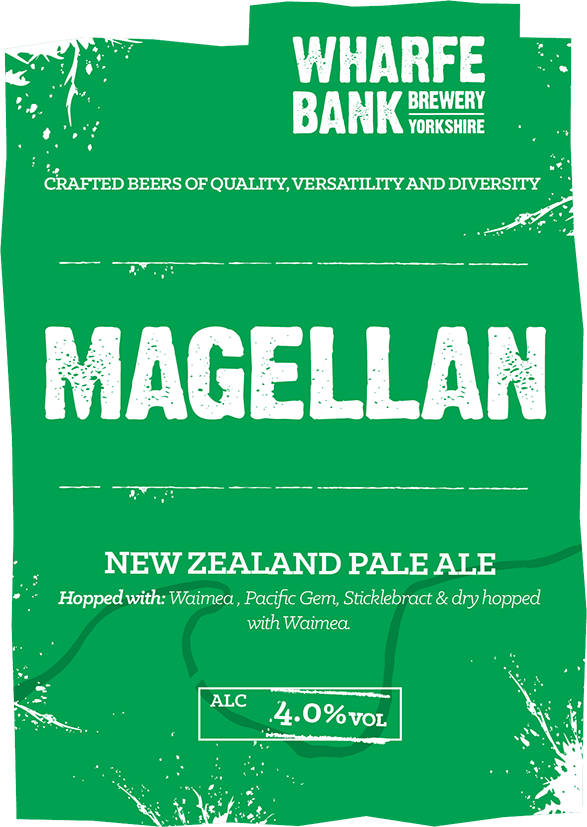 WHARFE
BANK BREWERY
YORKSHIRE
CRAFTED BEERS OF QUALITY, VERSATILITY AND DIVERSITY
MAGELLAN
NEW ZEALAND PALE ALE
Hopped with: Waimea , Pacific Gem, Sticklebract & dry hopped
with Waimea.
ALC 4.0% VOL